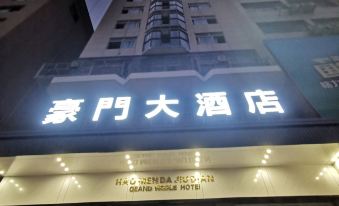 豪門大酒店
HAO MEN DA JIU DIAN
GRAND NOBLE HOTEL